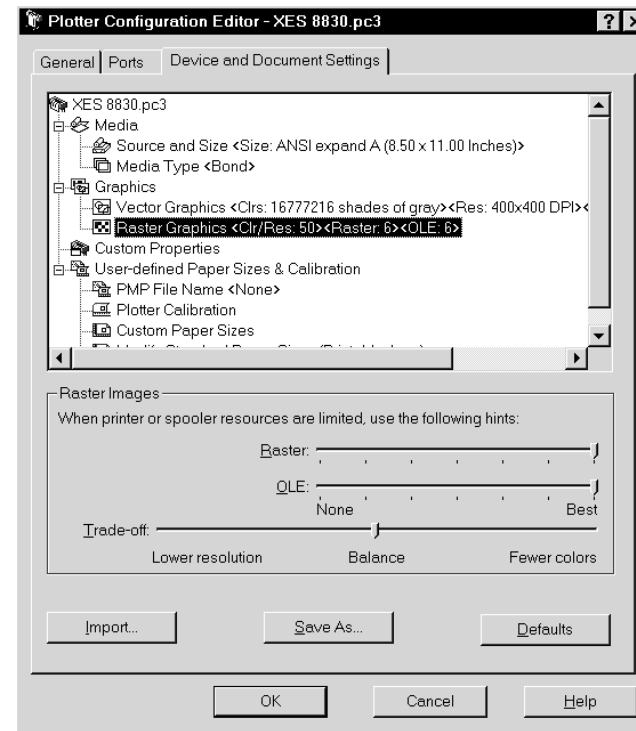 Plotter Configuration Editor - XES 8830.pc3
General
Ports
Device and Document Settings
XES 8830.pc3
Media
Source and Size <Size: ANSI expand A (8.50 x 11.00 Inches)>
Media Type <Bond>
Graphics
Vector Graphics <Clrs: 16777216 shades of gray><Res: 400x400 DPI><
Raster Graphics <Clr/Res: 50><Raster: 6><OLE: 6>
Custom Properties
User-defined Paper Sizes & Calibration
PMP File Name <None>
Plotter Calibration
Custom Paper Sizes
Raster Images
When printer or spooler resources are limited, use the following hints:
Raster:
OLE:
None Best
Trade-off:
Lower resolution Balance Fewer colors
Import... Save As... Defaults
OK Cancel Help